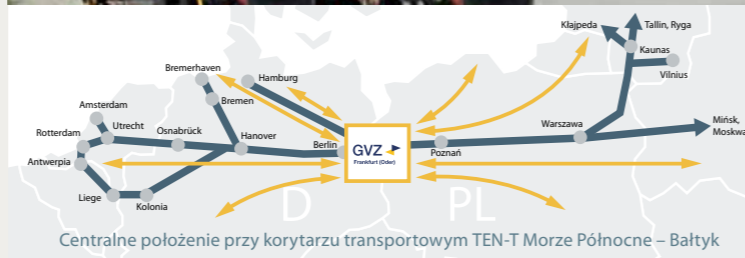 Kłajpeda
Tallin, Ryga
Kaunas
Vilnius
Bremerhaven
Hamburg
Bremen
Amsterdam
Utrecht
Osnabrück
Hanover
Rotterdam
Antwerpia
Berlin
GVZ
Frankfurt (Oder)
Poznań
Warszawa
Mińsk,
Moskwa
Liege
Kolonia
D
PL
Centralne położenie przy korytarzu transportowym TEN-T Morze Północne – Bałtyk